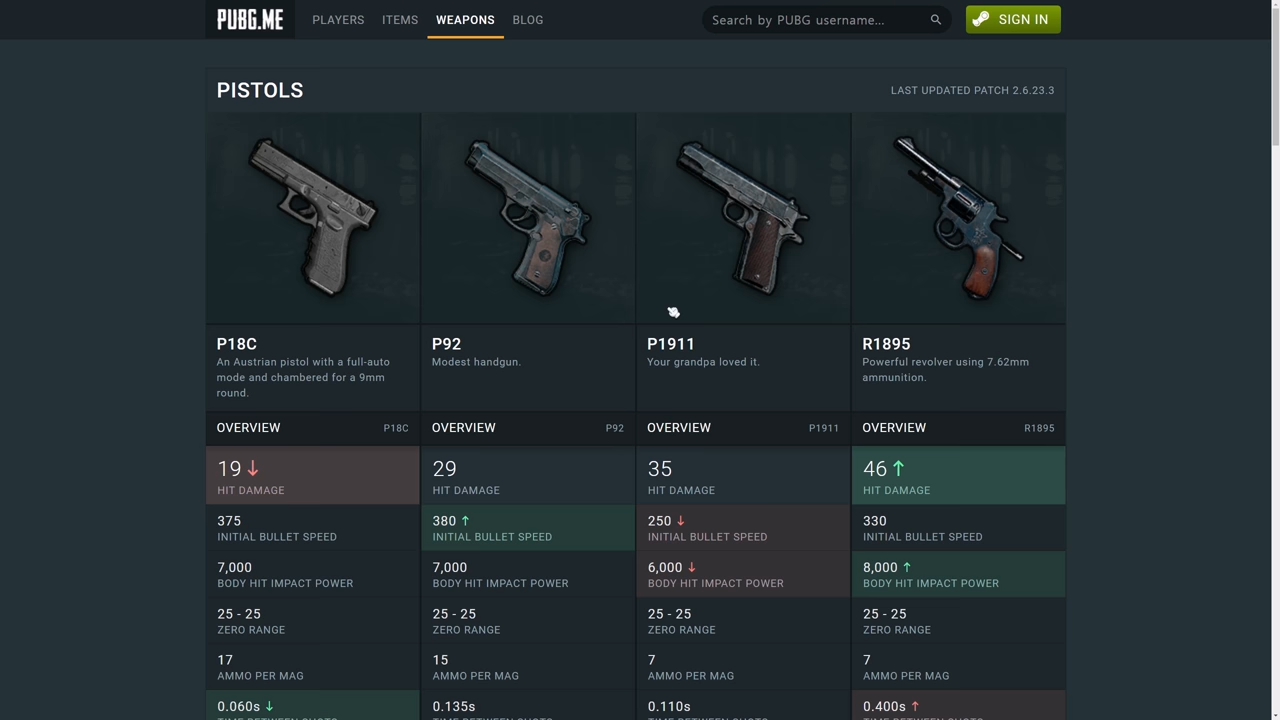 PUBG.ME
PLAYERS ITEMS WEAPONS BLOG
Search by PUBG username...
SIGN IN
PISTOLS
LAST UPDATED PATCH 2.6.23.3
P18C
An Austrian pistol with a full-auto
mode and chambered for a 9mm
round.
P92
Modest handgun.
P1911
Your grandpa loved it.
R1895
Powerful revolver using 7.62mm
ammunition.
OVERVIEW P18C
OVERVIEW P92
OVERVIEW P1911
OVERVIEW R1895
19 ↓ 29 35 46 ↑
HIT DAMAGE HIT DAMAGE HIT DAMAGE HIT DAMAGE
375 380 ↑ 250 ↓ 330
INITIAL BULLET SPEED INITIAL BULLET SPEED INITIAL BULLET SPEED INITIAL BULLET SPEED
7,000 7,000 6,000 ↓ 8,000 ↑
BODY HIT IMPACT POWER BODY HIT IMPACT POWER BODY HIT IMPACT POWER BODY HIT IMPACT POWER
25 - 25 25 - 25 25 - 25 25 - 25
ZERO RANGE ZERO RANGE ZERO RANGE ZERO RANGE
17 15 7 7
AMMO PER MAG AMMO PER MAG AMMO PER MAG AMMO PER MAG
0.060s ↓ 0.135s 0.110s 0.400s ↑